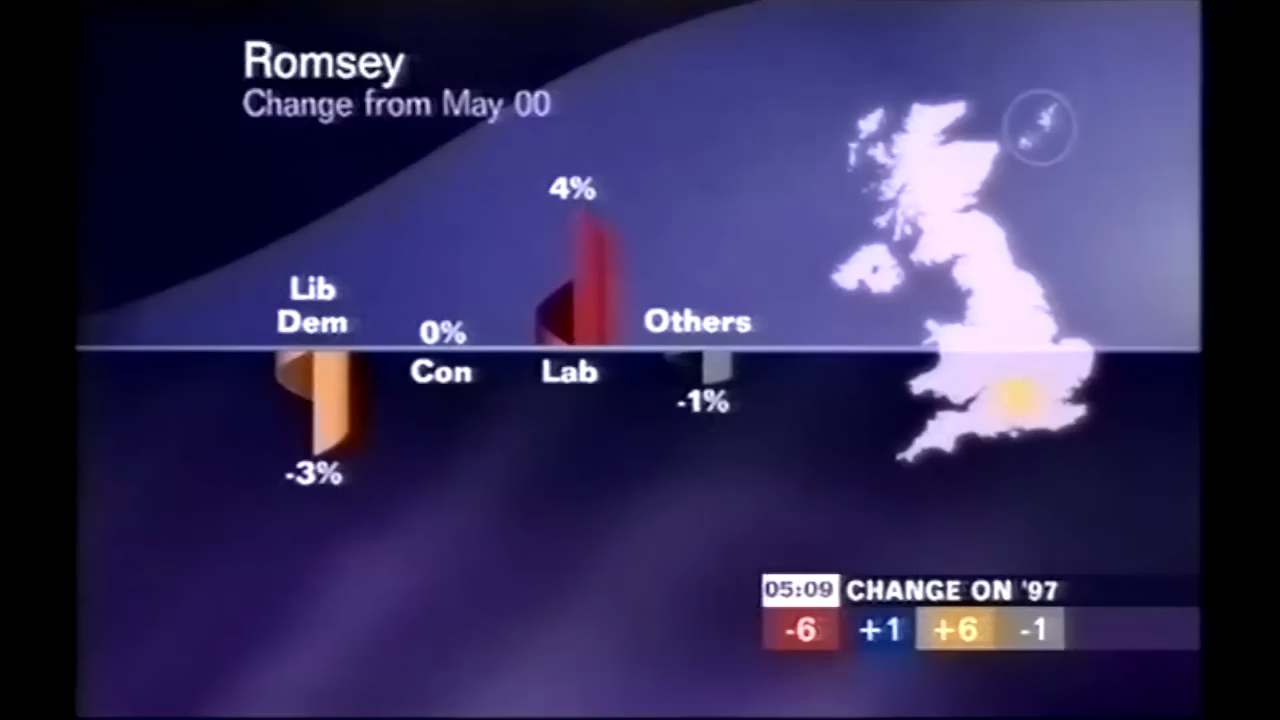 Romsey
Change from May 00
4%
Lib
Dem
0%
Others
Con
Lab
-1%
-3%
05:09 CHANGE ON '97
-6 +1 +6 -1